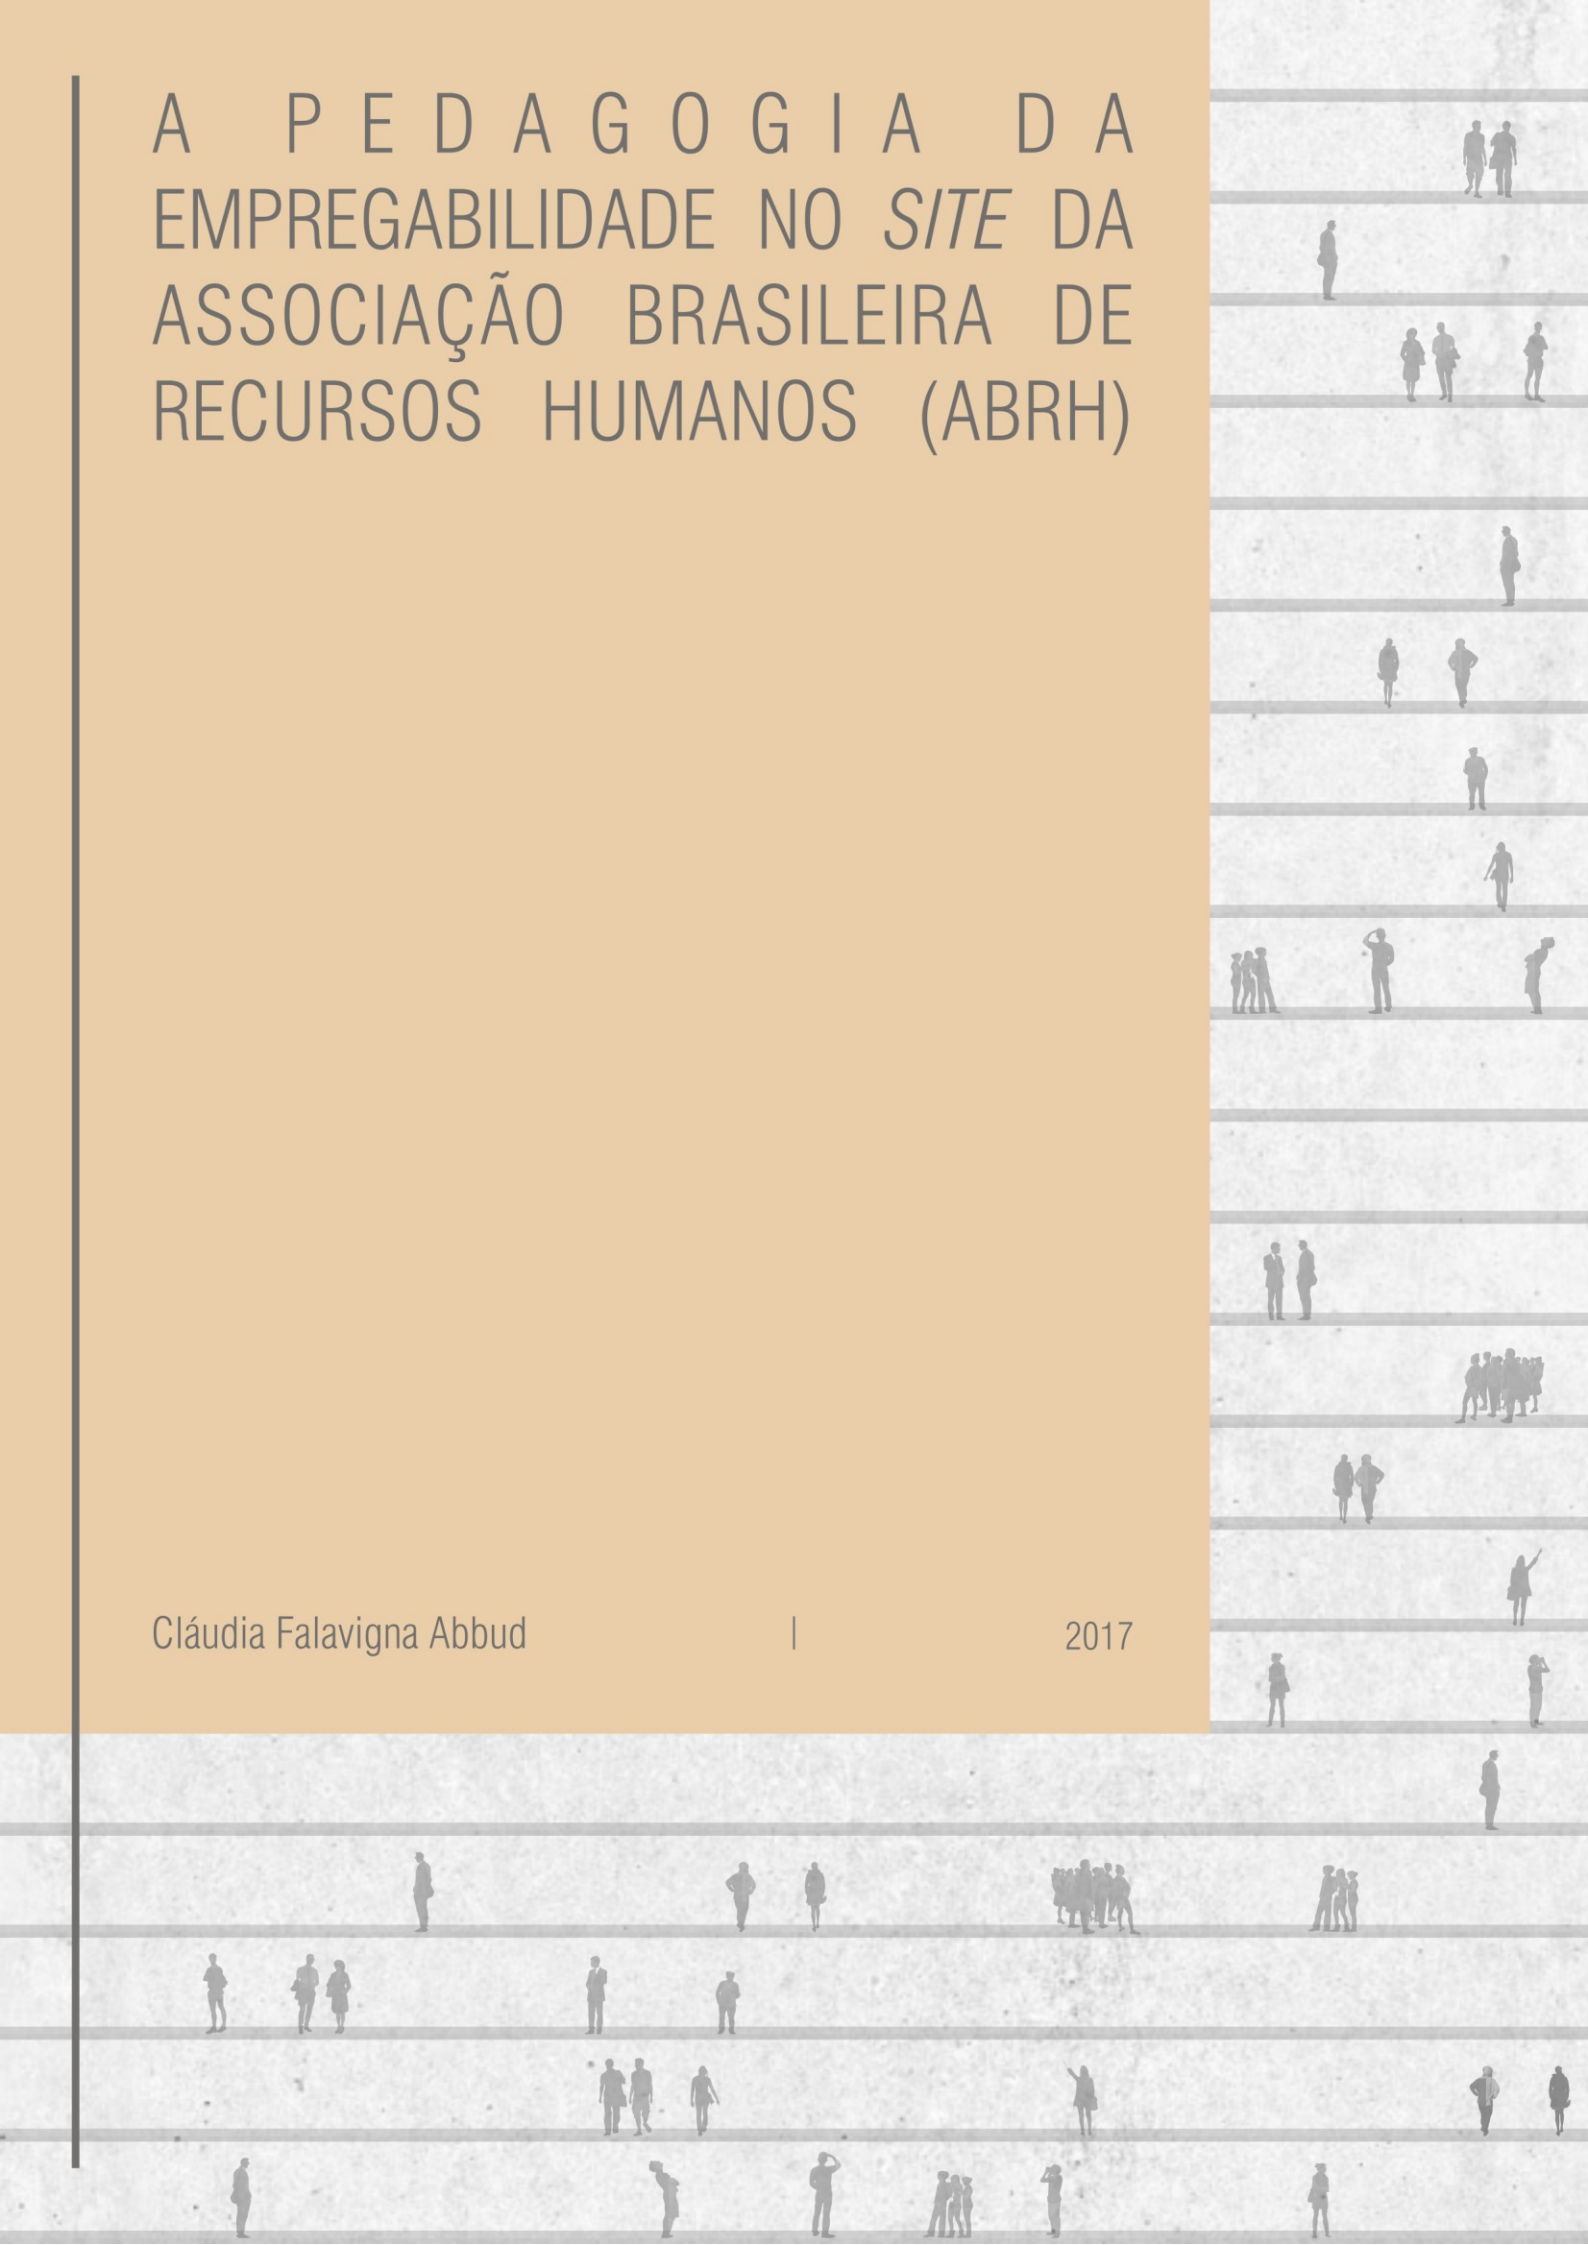 A PEDAGOGIA DA
EMPREGABILIDADE NO SITE DA
ASSOCIAÇÃO BRASILEIRA DE
RECURSOS HUMANOS (ABRH)
Cláudia Falavigna Abbud | 2017